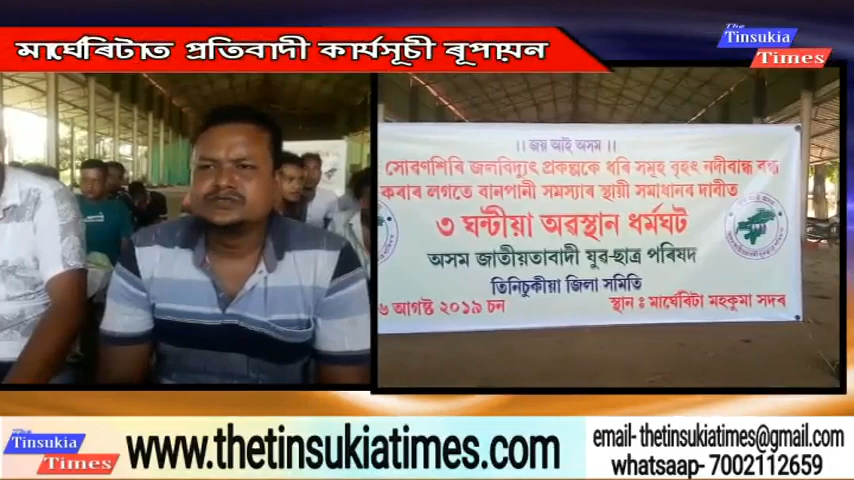 মাৰ্ঘেৰিটাত প্ৰতিবাদী কাৰ্যসূচী ৰূপায়ন
The
Tinsukia
Times
।। জয় আই অসম ।।
সোৱণশিৰি জলবিদ্যুৎ প্ৰকল্পকে ধৰি সমূহ বৃহৎ নদীবান্ধ বন্ধ
কৰাৰ লগতে বানপানী সমস্যাৰ স্থায়ী সমাধানৰ দাবীত
৩ ঘন্টীয়া অৱস্থান ধৰ্মঘট
অসম জাতীয়তাবাদী যুৱ-ছাত্ৰ পৰিষদ
তিনিচুকীয়া জিলা সমিতি
৬ আগষ্ট ২০১৯ চন
স্থান : মাৰ্ঘেৰিটা মহকুমা সদৰ
The
Tinsukia
Times
www.thetinsukiatimes.com
email- thetinsukiatimes@gmail.com
whatsaap- 7002112659